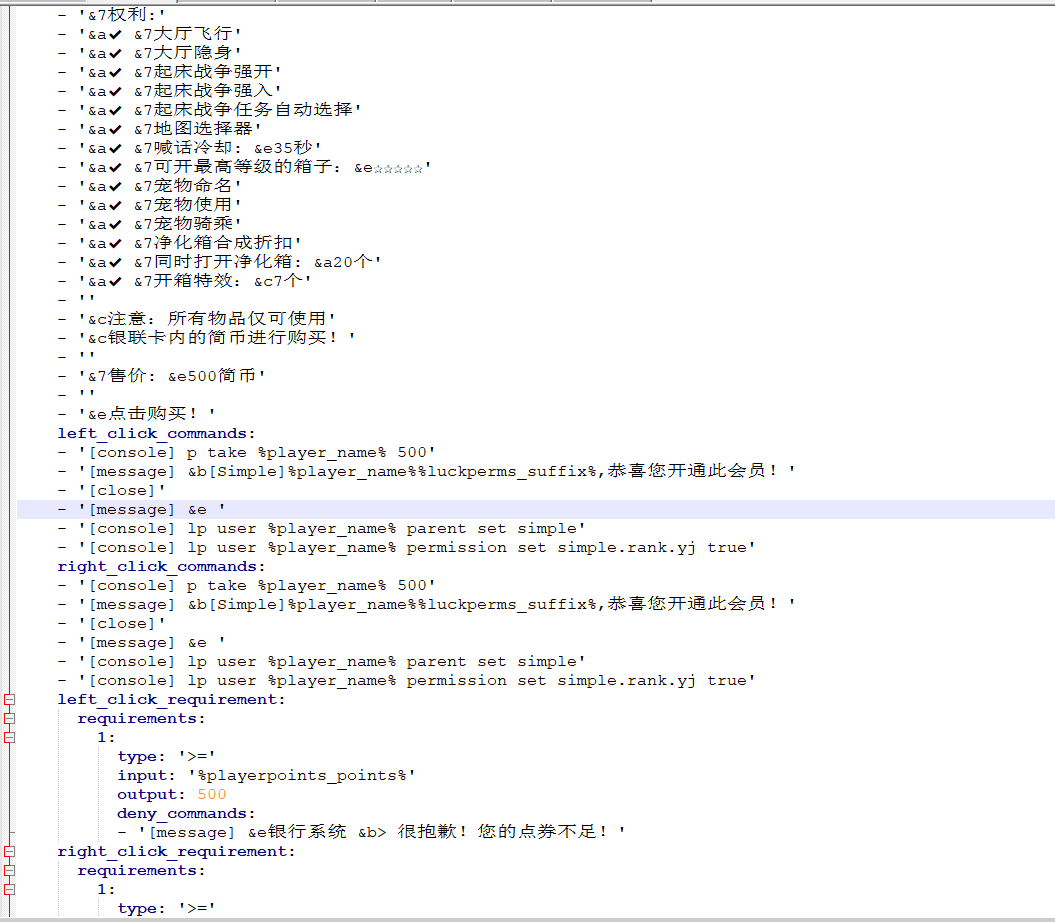 - '&7权利:'
- '&a✔ &7大厅飞行'
- '&a✔ &7大厅隐身'
- '&a✔ &7起床战争强开'
- '&a✔ &7起床战争强入'
- '&a✔ &7起床战争任务自动选择'
- '&a✔ &7地图选择器'
- '&a✔ &7喊话冷却: &e35秒'
- '&a✔ &7可开最高等级的箱子: &e☆☆☆☆☆'
- '&a✔ &7宠物命名'
- '&a✔ &7宠物使用'
- '&a✔ &7宠物骑乘'
- '&a✔ &7净化箱合成折扣'
- '&a✔ &7同时打开净化箱: &a20个'
- '&a✔ &7开箱特效: &c7个'
- ''
- '&c注意: 所有物品仅可使用'
- '&c银联卡内的简币进行购买! '
- ''
- '&7售价: &e500简币'
- ''
- '&e点击购买! '
left_click_commands:
- '[console] p take %player_name% 500'
- '[message] &b[Simple]%player_name%%luckperms_suffix%,恭喜您开通此会员! '
- '[close]'
- '[message] &e '
- '[console] lp user %player_name% parent set simple'
- '[console] lp user %player_name% permission set simple.rank.yj true'
right_click_commands:
- '[console] p take %player_name% 500'
- '[message] &b[Simple]%player_name%%luckperms_suffix%,恭喜您开通此会员! '
- '[close]'
- '[message] &e '
- '[console] lp user %player_name% parent set simple'
- '[console] lp user %player_name% permission set simple.rank.yj true'
left_click_requirement:
requirements:
1:
type: '>='
input: '%playerpoints_points%'
output: 500
deny_commands:
- '[message] &e银行系统 &b> 很抱歉! 您的点券不足! '
right_click_requirement:
requirements:
1:
type: '>='